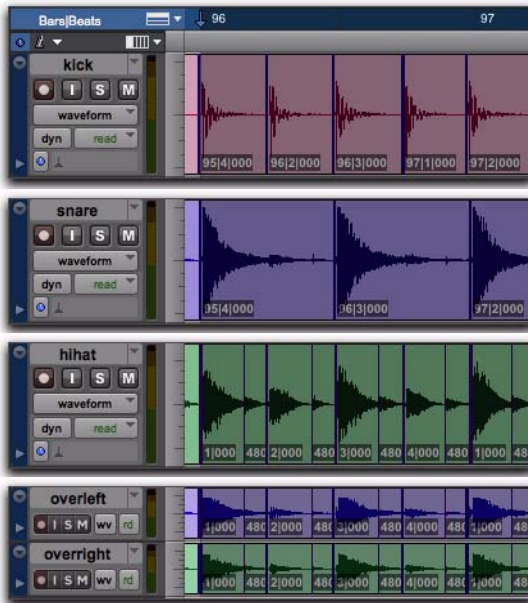 Bars|Beats 96 97
kick
I S M
waveform
dyn read
95|4|000 96|2|000 96|3|000 97|1|000 97|2|000
snare
I S M
waveform
dyn read
95|4|000 96|3|000 97|2|000
hihat
I S M
waveform
dyn read
1|000 480 2|000 480 3|000 480 4|000 480 1|000 48
overleft
I S M wv rd
1|000 480 2|000 480 3|000 480 4|000 480 1|000 48
overright
I S M wv rd
1|000 480 2|000 480 3|000 480 4|000 480 1|000 48